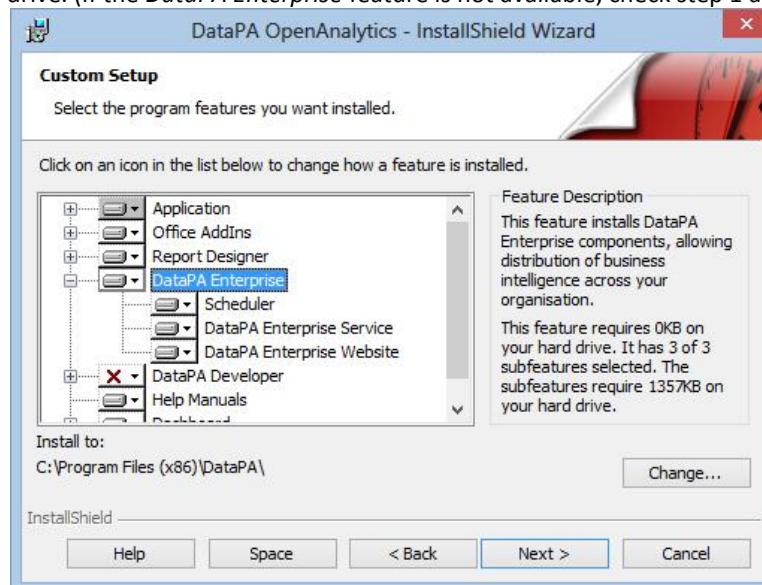 drive. (If the DataPA Enterprise feature is not available, check step 1 a
DataPA OpenAnalytics - InstallShield Wizard
Custom Setup
Select the program features you want installed.
Click on an icon in the list below to change how a feature is installed.
Application
Office AddIns
Report Designer
DataPA Enterprise
Scheduler
DataPA Enterprise Service
DataPA Enterprise Website
DataPA Developer
Help Manuals
Dashboard
Feature Description
This feature installs DataPA
Enterprise components, allowing
distribution of business
intelligence across your
organisation.
This feature requires 0KB on
your hard drive. It has 3 of 3
subfeatures selected. The
subfeatures require 1357KB on
your hard drive.
Install to:
C:\Program Files (x86)\DataPA\
Change...
InstallShield
Help
Space
< Back
Next >
Cancel